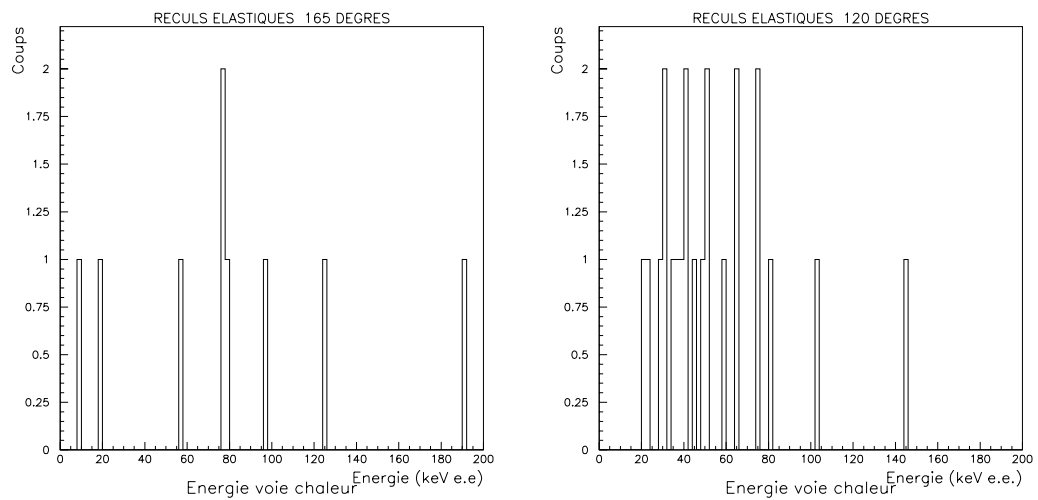 RECULS ELASTIQUES 165 DEGRES
Coups
2
1.75
1.5
1.25
1
0.75
0.5
0.25
0
0 20 40 60 80 100 120 140 160 180 200
Energie (keV e.e)
Energie voie chaleur
RECULS ELASTIQUES 120 DEGRES
Coups
2
1.75
1.5
1.25
1
0.75
0.5
0.25
0
0 20 40 60 80 100 120 140 160 180 200
Energie (keV e.e.)
Energie voie chaleur